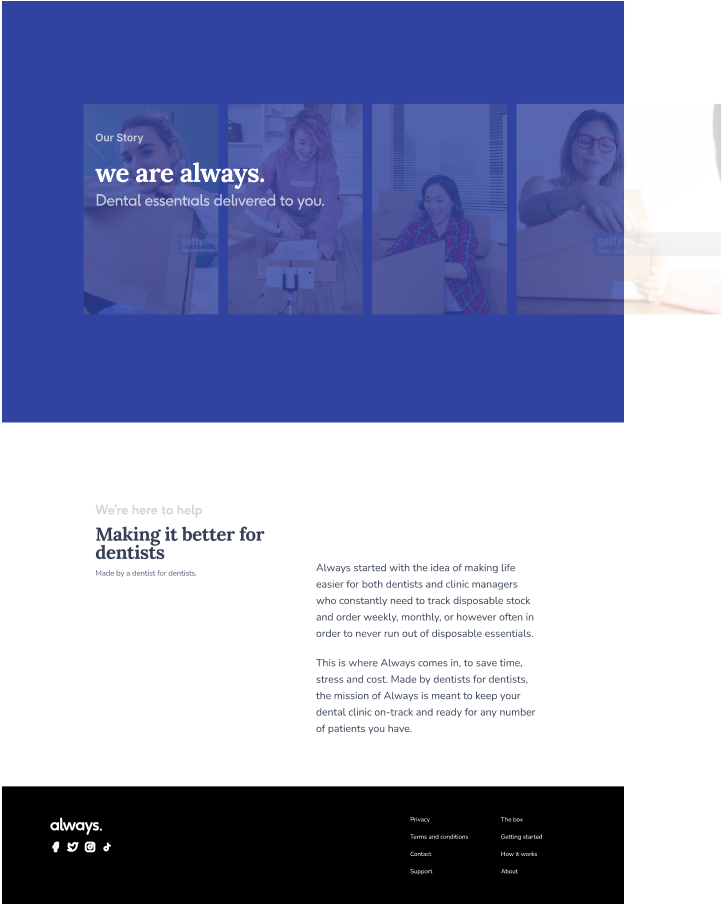 Our Story
we are always.
Dental essentials delivered to you.
gettyimages
We're here to help
Making it better for
dentists
Made by a dentist for dentists.
Always started with the idea of making life
easier for both dentists and clinic managers
who constantly need to track disposable stock
and order weekly, monthly, or however often in
order to never run out of disposable essentials.
This is where Always comes in, to save time,
stress and cost. Made by dentists for dentists,
the mission of Always is meant to keep your
dental clinic on-track and ready for any number
of patients you have.
always.
Privacy
The box
Terms and conditions
Getting started
Contact
How it works
Support
About